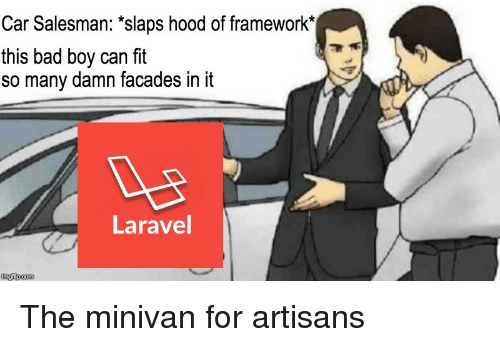 Car Salesman: *slaps hood of framework*
this bad boy can fit
so many damn facades in it
Laravel
imgflip.com
The minivan for artisans